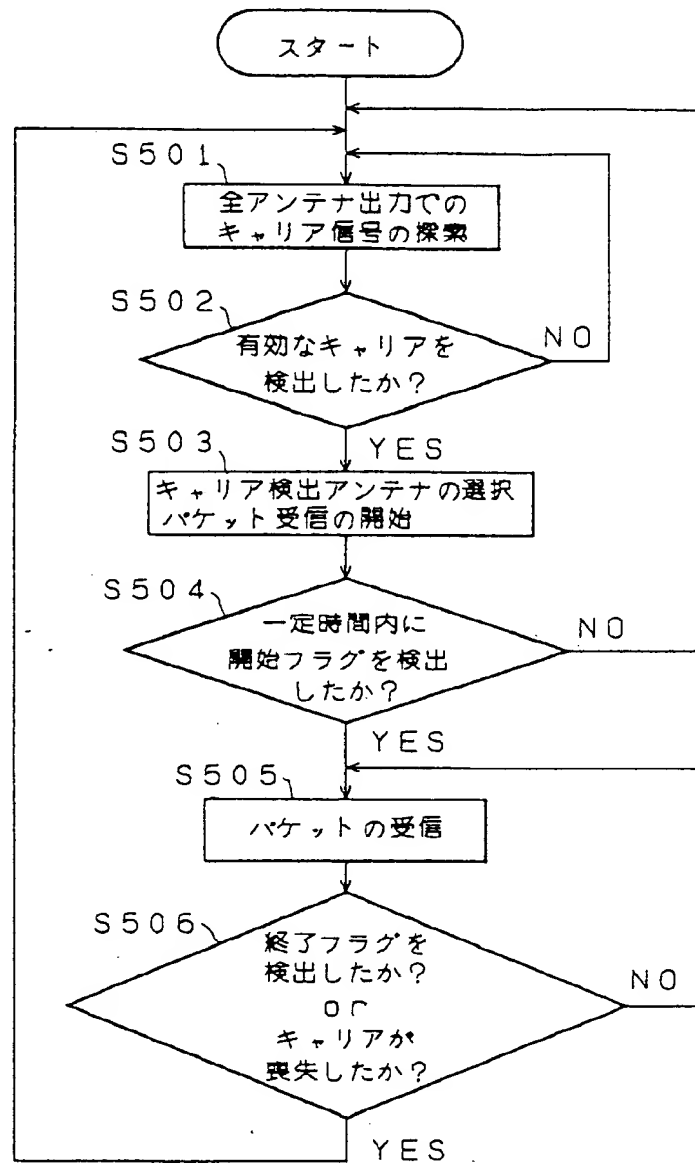 スタート
S501
全アンテナ出力での
キャリア信号の探索
S502
有効なキャリアを
検出したか?
NO
YES
S503
キャリア検出アンテナの選択
パケット受信の開始
S504
一定時間内に
開始フラグを検出
したか?
NO
YES
S505
パケットの受信
S506
終了フラグを
検出したか?
or
キャリアが
喪失したか?
NO
YES